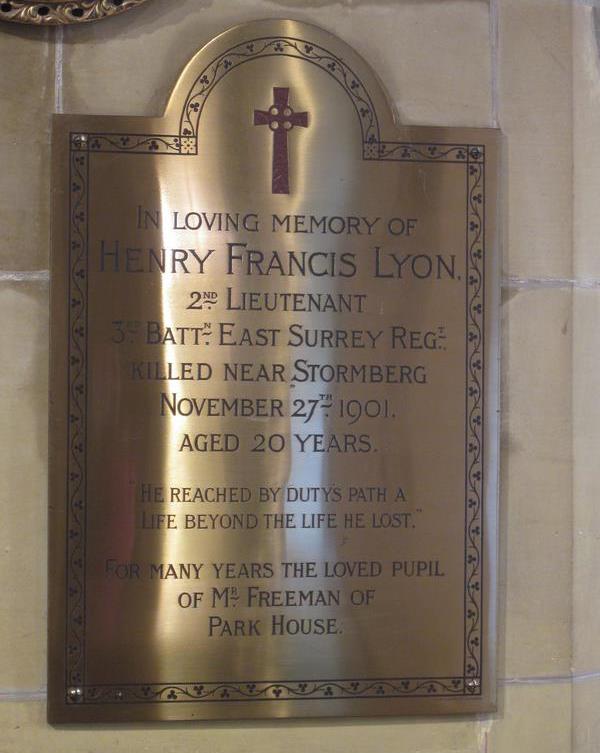 In loving memory of
Henry Francis Lyon.
2ND Lieutenant
3RD Battn. East Surrey Regt.
killed near Stormberg
November 27TH 1901.
aged 20 years.
"He reached by duty's path a
life beyond the life he lost."
For many years the loved pupil
of Mr. Freeman of
Park House.